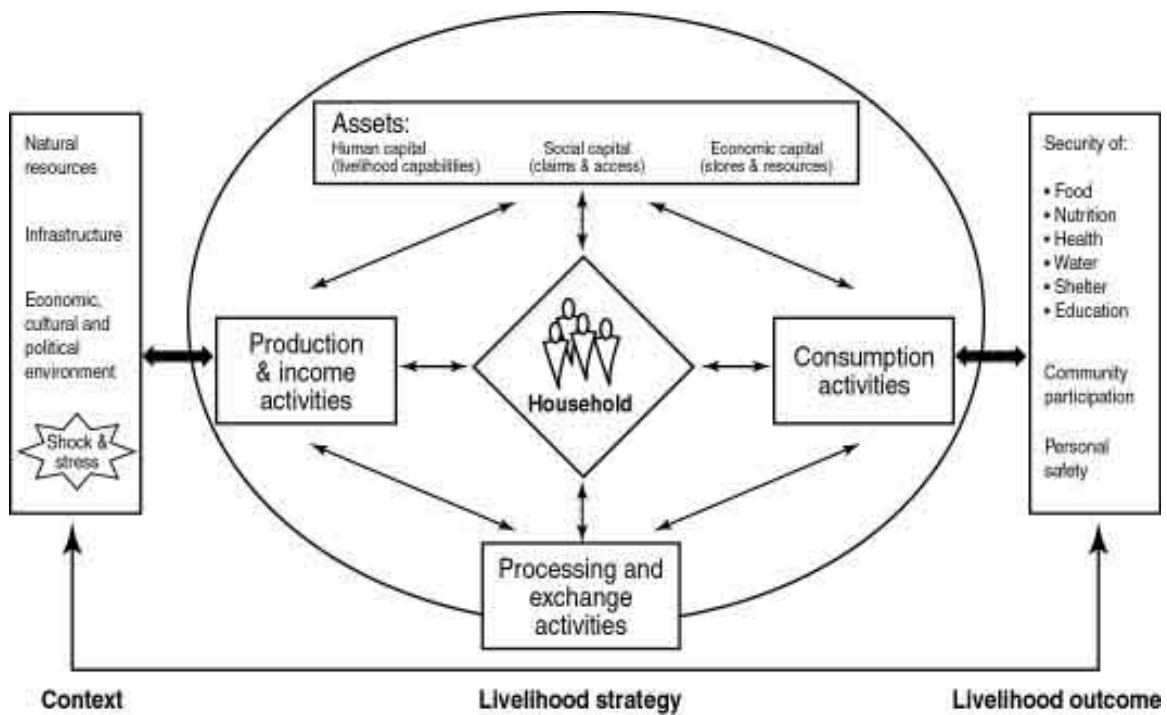 Natural
resources
Infrastructure
Economic,
cultural and
political
environment
Shock &
stress
Assets:
Human capital
(livelihood capabilities)
Social capital
(claims & access)
Economic capital
(stores & resources)
Production
& income
activities
Household
Consumption
activities
Processing and
exchange
activities
Security of:
• Food
• Nutrition
• Health
• Water
• Shelter
• Education
Community
participation
Personal
safety
Context
Livelihood strategy
Livelihood outcome